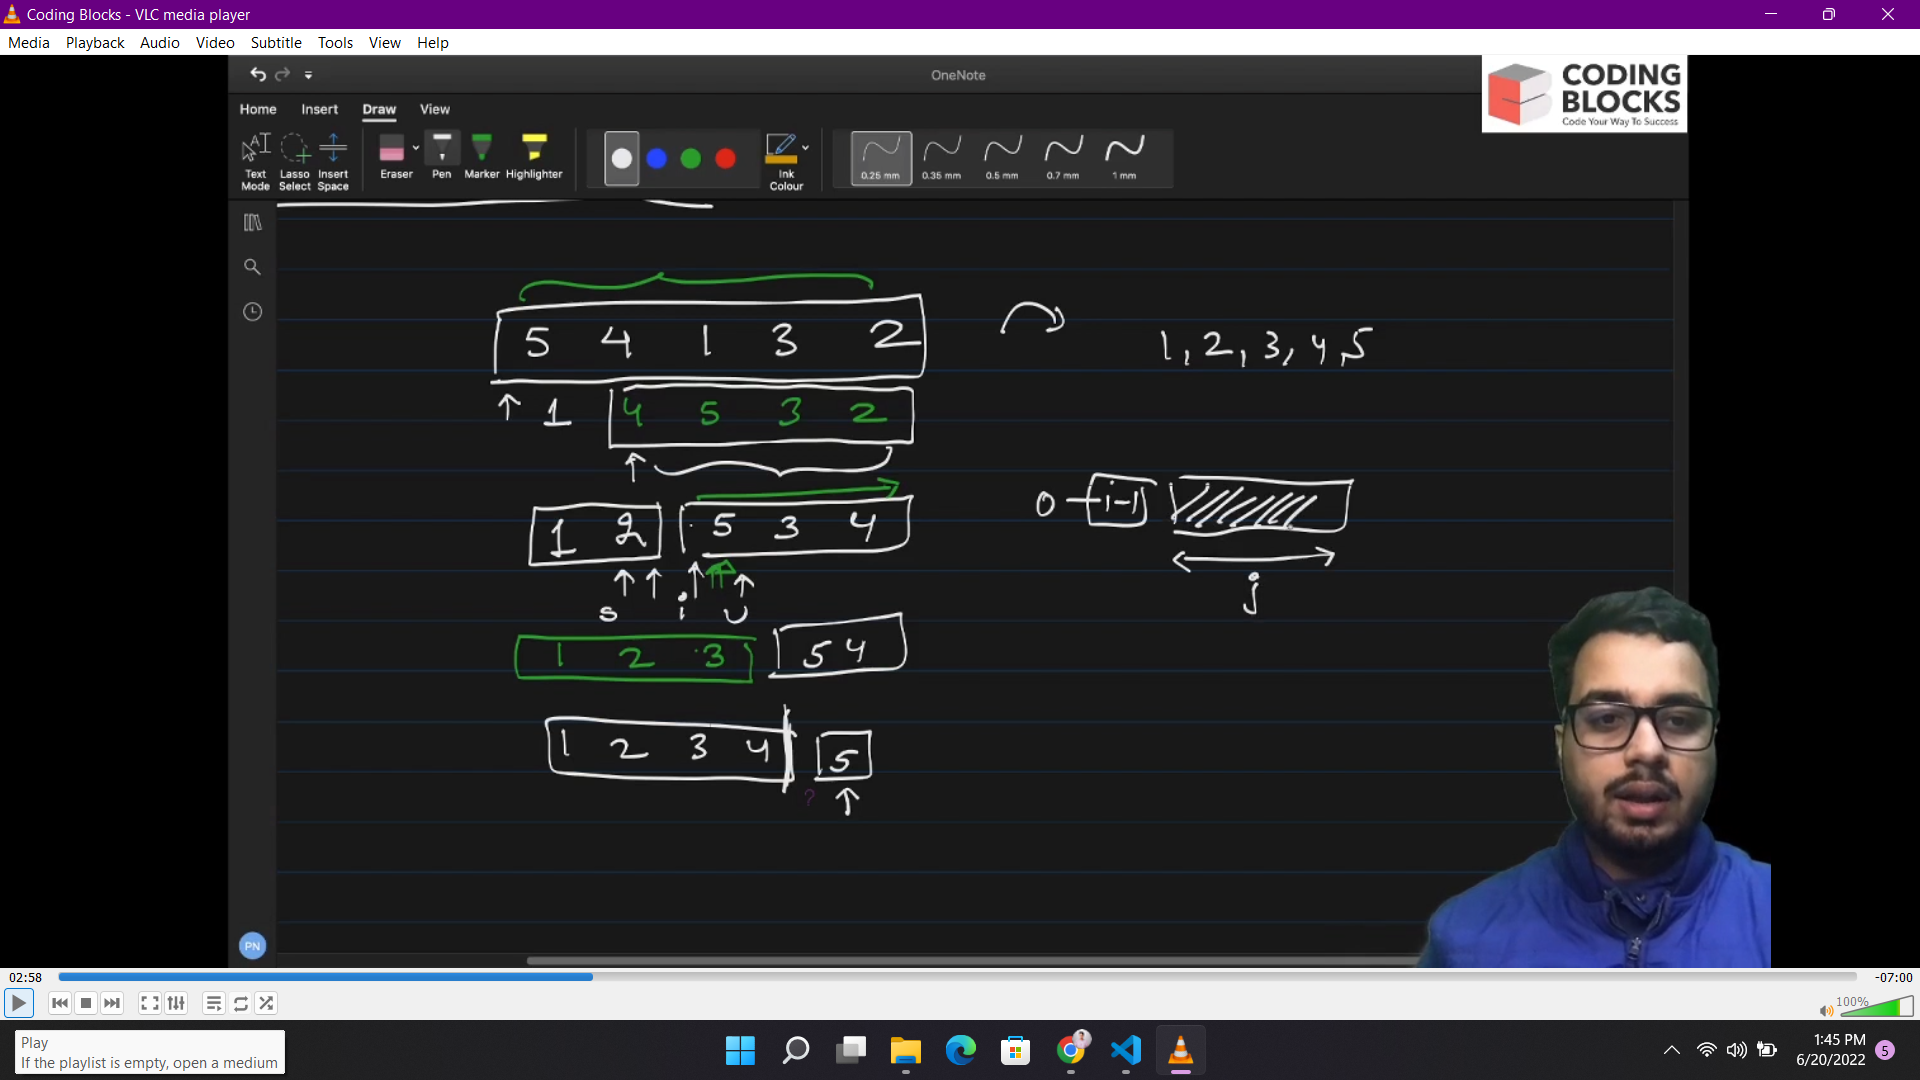 Coding Blocks - VLC media player
Media Playback Audio Video Subtitle Tools View Help
OneNote
CODING
BLOCKS
Code Your Way To Success
Home Insert Draw View
Text Mode
Lasso Select
Insert Space
Eraser
Pen
Marker
Highlighter
Ink Colour
0.25 mm
0.35 mm
0.5 mm
0.7 mm
1 mm
5 4 1 3 2
1, 2, 3, 4, 5
1 4 5 3 2
0 i-1
1 2 5 3 4
s i U
j
1 2 3 5 4
1 2 3 4 5
?
PN
02:58
-07:00
100%
Play
If the playlist is empty, open a medium
1:45 PM
6/20/2022
5